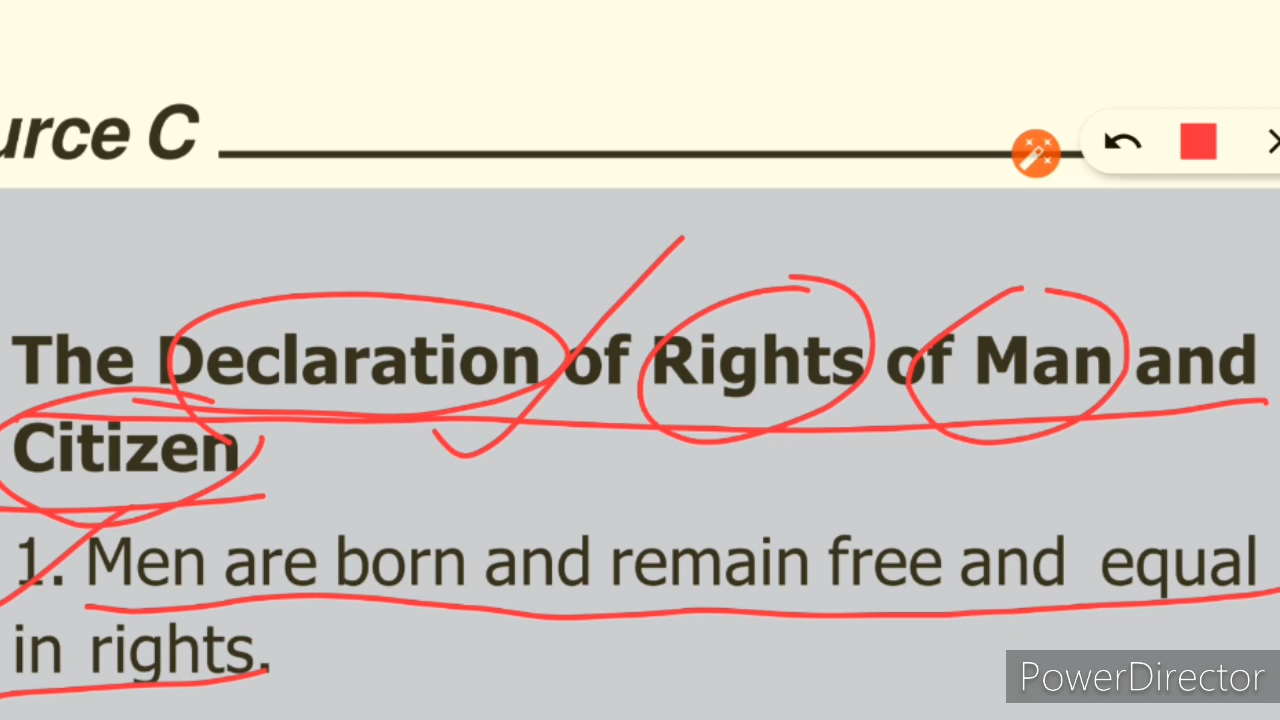 urce C
The Declaration of Rights of Man and
Citizen
1. Men are born and remain free and equal
in rights.
PowerDirector